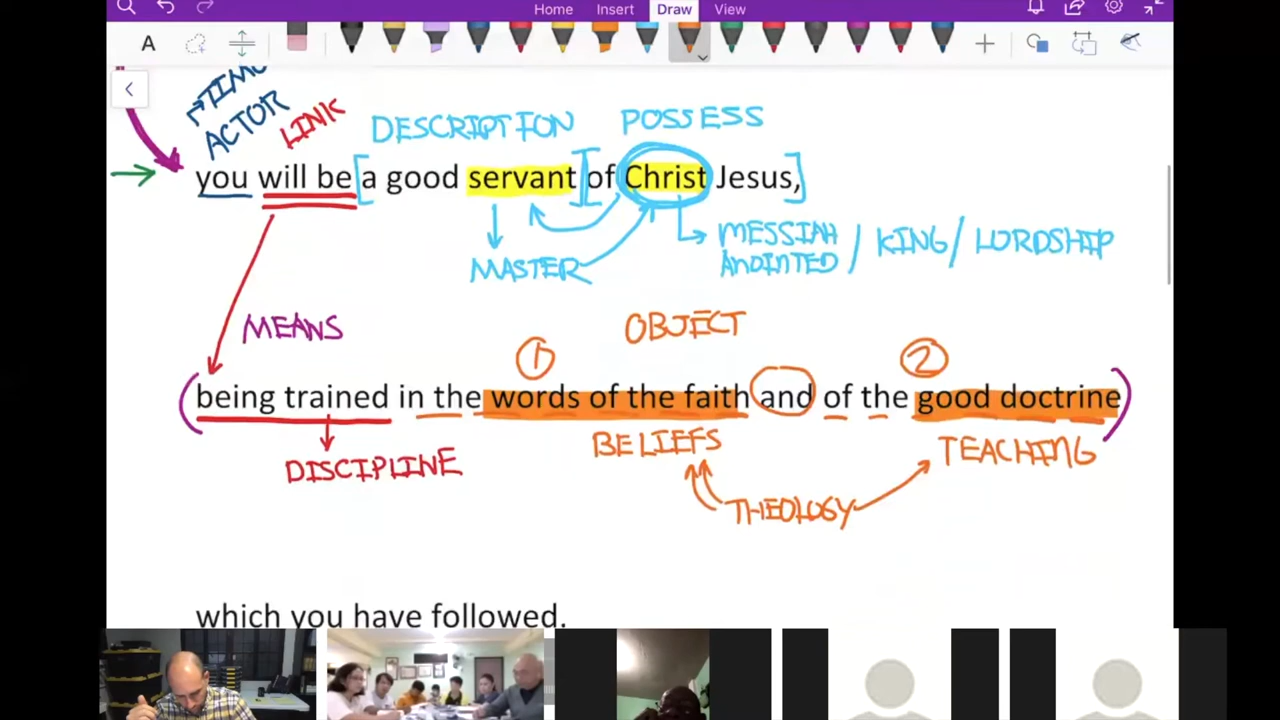 Home Insert Draw View
A
TIMO
ACTOR
LINK
DESCRIPTION
POSSESS
you will be [a good servant][of Christ Jesus,]
MASTER
MESSIAH / KING / LORDSHIP
ANOINTED
MEANS
OBJECT
1
2
(being trained in the words of the faith and of the good doctrine)
DISCIPLINE
BELIEFS
TEACHING
THEOLOGY
which you have followed.